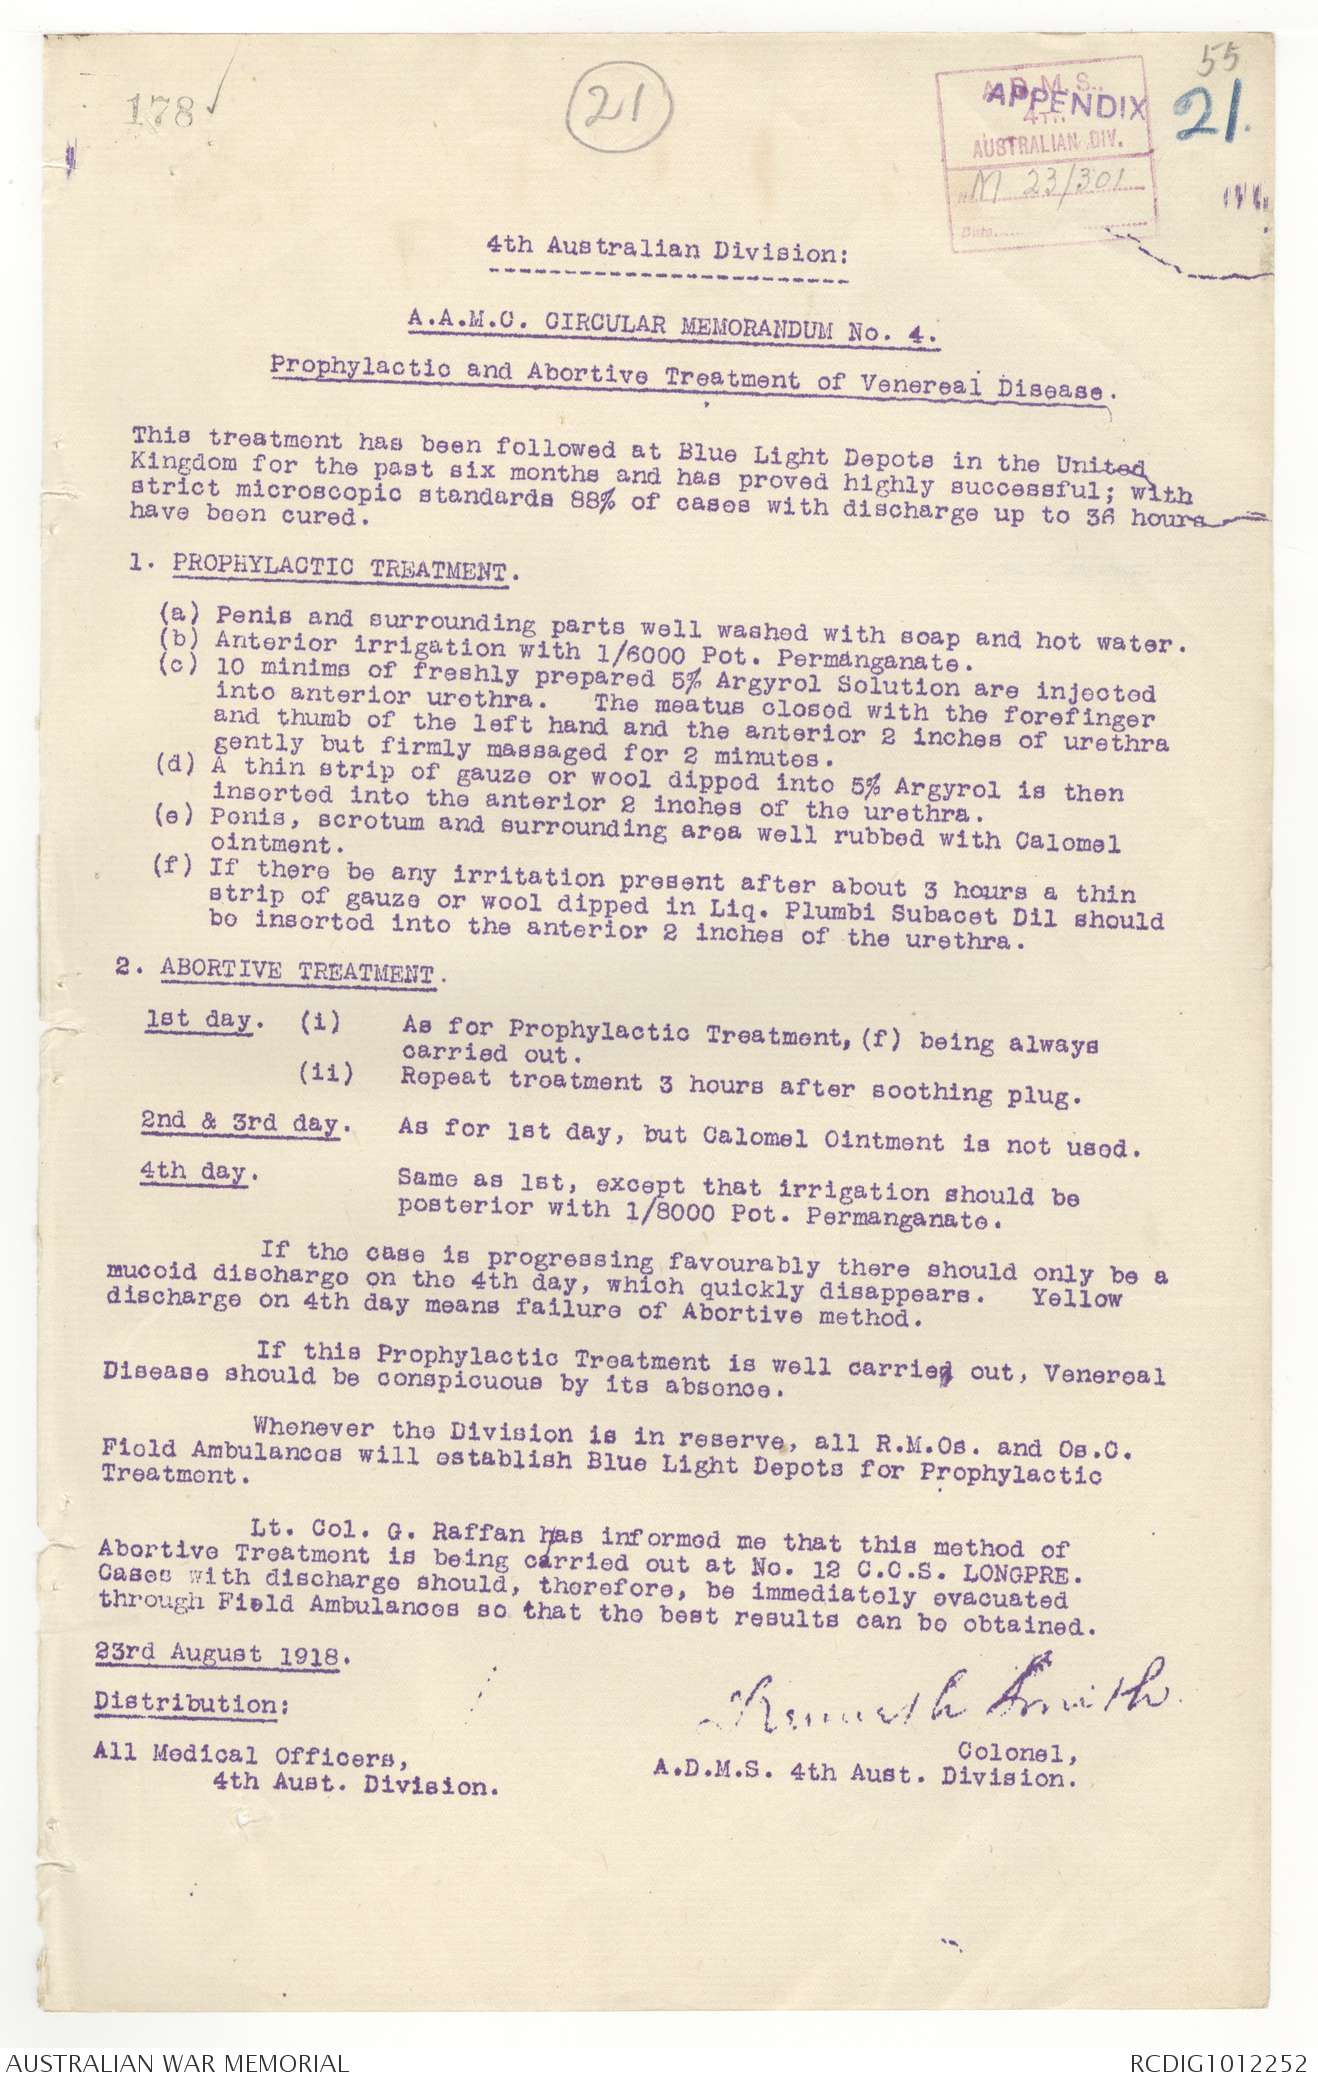 178
21
55
A.D.M.S.,
APPENDIX
21.
4TH
AUSTRALIAN DIV.
M 23/301
Date
4th Australian Division:
A.A.M.C. CIRCULAR MEMORANDUM No. 4.
Prophylactic and Abortive Treatment of Venereal Disease.
This treatment has been followed at Blue Light Depots in the United
Kingdom for the past six months and has proved highly successful; with
strict microscopic standards 88% of cases with discharge up to 36 hours
have been cured.
1. PROPHYLACTIC TREATMENT.
(a) Penis and surrounding parts well washed with soap and hot water.
(b) Anterior irrigation with 1/6000 Pot. Permanganate.
(c) 10 minims of freshly prepared 5% Argyrol Solution are injected
into anterior urethra. The meatus closed with the forefinger
and thumb of the left hand and the anterior 2 inches of urethra
gently but firmly massaged for 2 minutes.
(d) A thin strip of gauze or wool dipped into 5% Argyrol is then
inserted into the anterior 2 inches of the urethra.
(e) Penis, scrotum and surrounding area well rubbed with Calomel
ointment.
(f) If there be any irritation present after about 3 hours a thin
strip of gauze or wool dipped in Liq. Plumbi Subacet Dil should
be inserted into the anterior 2 inches of the urethra.
2. ABORTIVE TREATMENT.
1st day. (i) As for Prophylactic Treatment, (f) being always
carried out.
(ii) Repeat treatment 3 hours after soothing plug.
2nd & 3rd day. As for 1st day, but Calomel Ointment is not used.
4th day. Same as 1st, except that irrigation should be
posterior with 1/8000 Pot. Permanganate.
If the case is progressing favourably there should only be a
mucoid discharge on the 4th day, which quickly disappears. Yellow
discharge on 4th day means failure of Abortive method.
If this Prophylactic Treatment is well carried out, Venereal
Disease should be conspicuous by its absence.
Whenever the Division is in reserve, all R.M.Os. and Os.C.
Field Ambulances will establish Blue Light Depots for Prophylactic
Treatment.
Lt. Col. G. Raffan has informed me that this method of
Abortive Treatment is being carried out at No. 12 C.C.S. LONGPRE.
Cases with discharge should, therefore, be immediately evacuated
through Field Ambulances so that the best results can be obtained.
23rd August 1918.
Distribution:
All Medical Officers,
4th Aust. Division.
Kenneth Smith
Colonel,
A.D.M.S. 4th Aust. Division.
AUSTRALIAN WAR MEMORIAL
RCDIG1012252